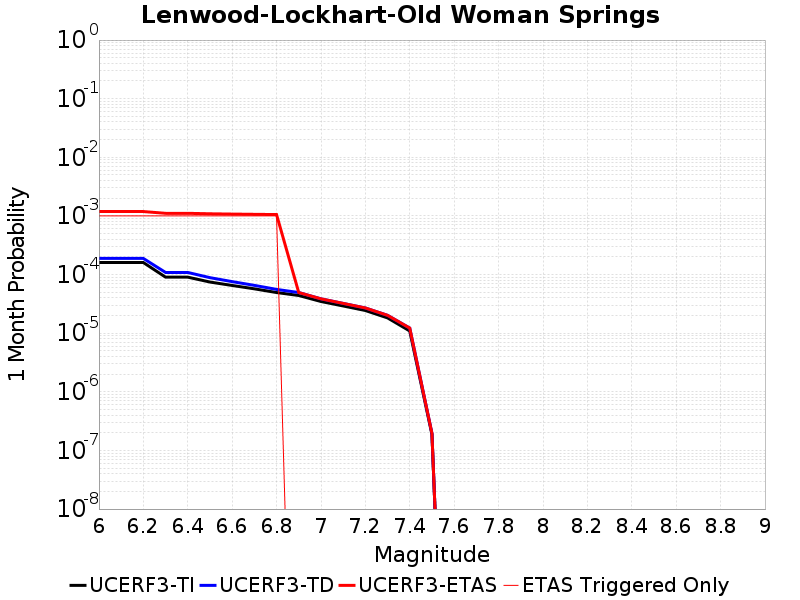 Lenwood-Lockhart-Old Woman Springs
1 Month Probability
10^0
10^-1
10^-2
10^-3
10^-4
10^-5
10^-6
10^-7
10^-8
6 6.2 6.4 6.6 6.8 7 7.2 7.4 7.6 7.8 8 8.2 8.4 8.6 8.8 9
Magnitude
UCERF3-TI UCERF3-TD UCERF3-ETAS ETAS Triggered Only